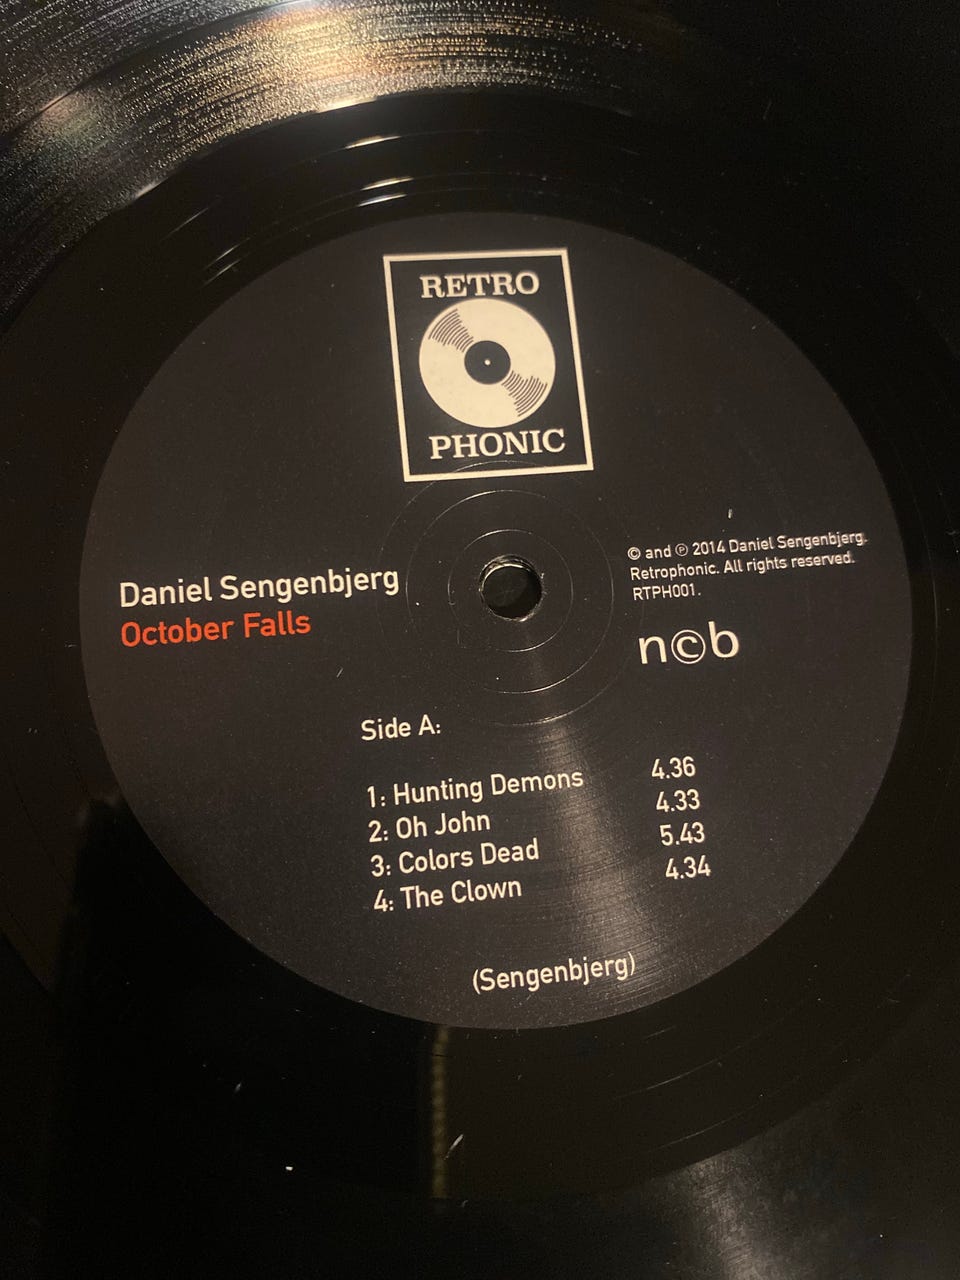 RETRO
PHONIC
Daniel Sengenbjerg
October Falls
© and ℗ 2014 Daniel Sengenbjerg.
Retrophonic. All rights reserved.
RTPH001.
n©b
Side A:
1: Hunting Demons 4.36
2: Oh John 4.33
3: Colors Dead 5.43
4: The Clown 4.34
(Sengenbjerg)